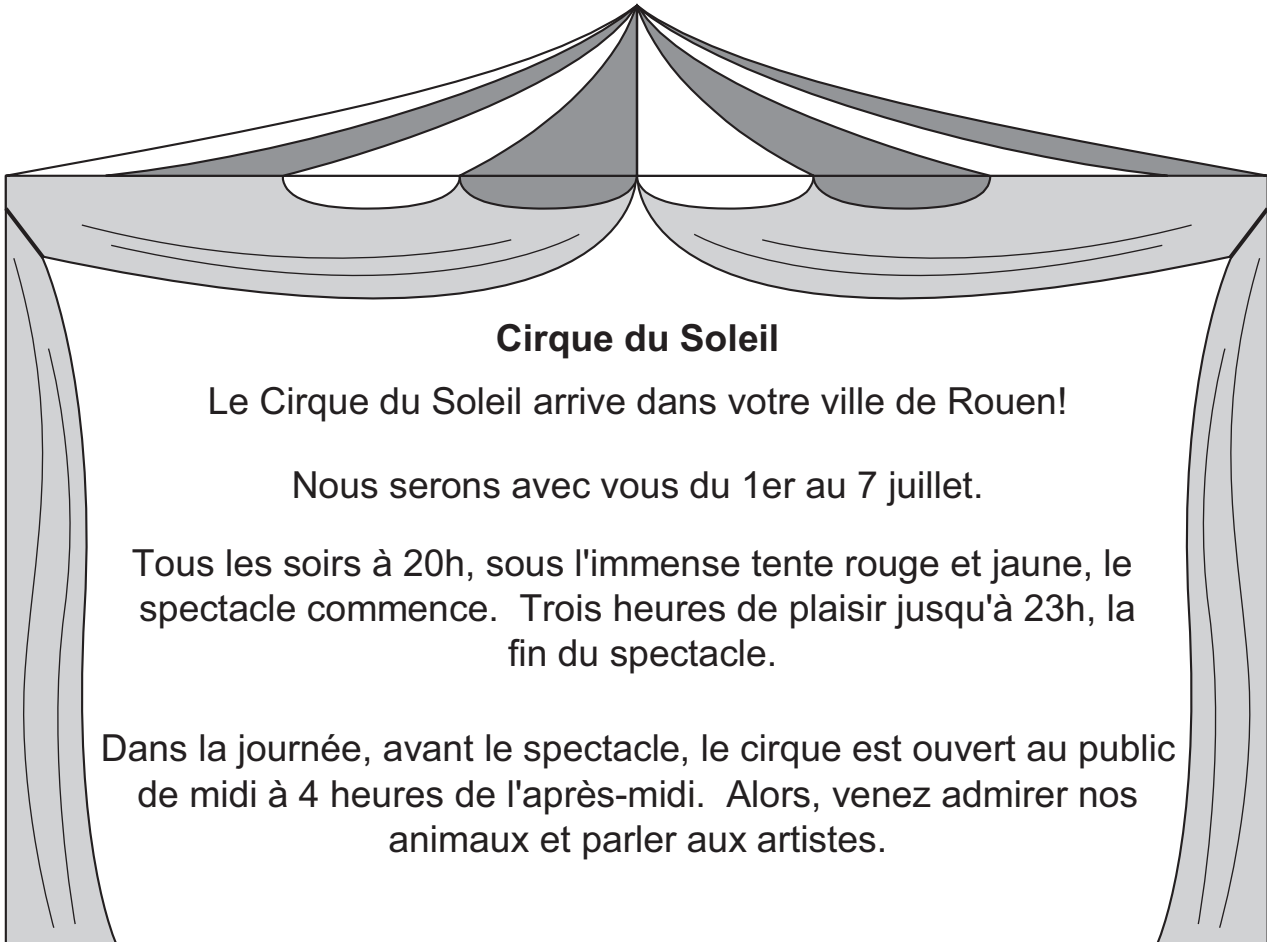 Cirque du Soleil
Le Cirque du Soleil arrive dans votre ville de Rouen!
Nous serons avec vous du 1er au 7 juillet.
Tous les soirs à 20h, sous l'immense tente rouge et jaune, le
spectacle commence.  Trois heures de plaisir jusqu'à 23h, la
fin du spectacle.
Dans la journée, avant le spectacle, le cirque est ouvert au public
de midi à 4 heures de l'après-midi.  Alors, venez admirer nos
animaux et parler aux artistes.